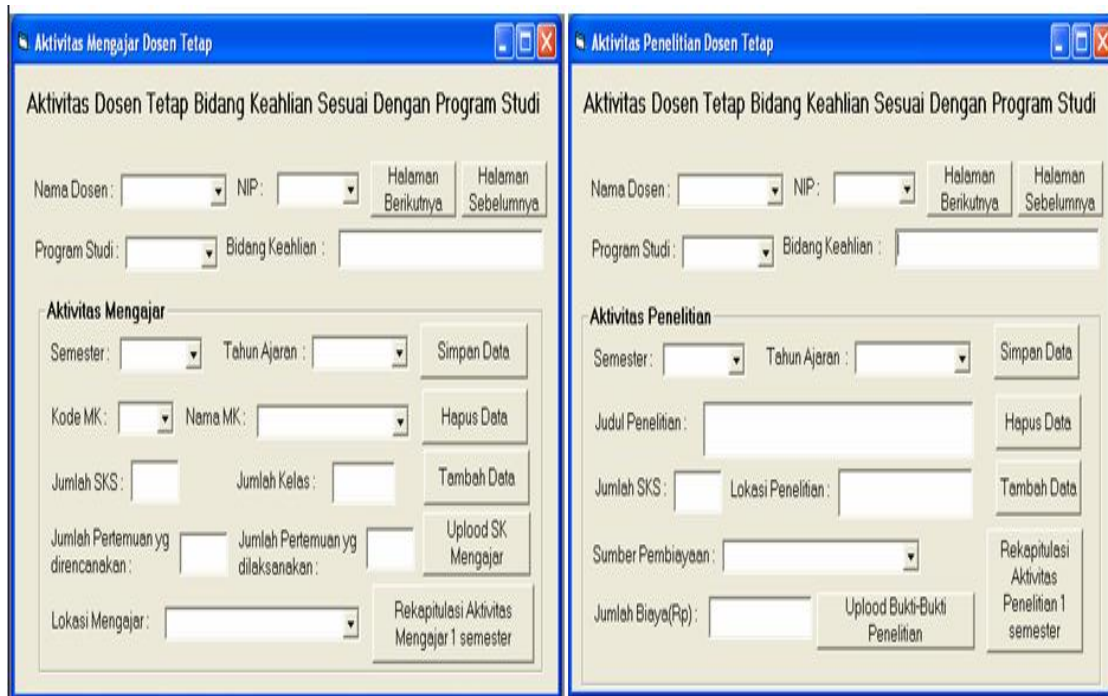 Aktivitas Mengajar Dosen Tetap
Aktivitas Dosen Tetap Bidang Keahlian Sesuai Dengan Program Studi
Nama Dosen :
NIP :
Halaman
Berikutnya
Halaman
Sebelumnya
Program Studi :
Bidang Keahlian :
Aktivitas Mengajar
Semester :
Tahun Ajaran :
Simpan Data
Kode MK :
Nama MK :
Hapus Data
Jumlah SKS :
Jumlah Kelas :
Tambah Data
Jumlah Pertemuan yg
direncanakan :
Jumlah Pertemuan yg
dilaksanakan :
Uplood SK
Mengajar
Lokasi Mengajar :
Rekapitulasi Aktivitas
Mengajar 1 semester
Aktivitas Penelitian Dosen Tetap
Aktivitas Dosen Tetap Bidang Keahlian Sesuai Dengan Program Studi
Nama Dosen :
NIP :
Halaman
Berikutnya
Halaman
Sebelumnya
Program Studi :
Bidang Keahlian :
Aktivitas Penelitian
Semester :
Tahun Ajaran :
Simpan Data
Judul Penelitian :
Hapus Data
Jumlah SKS :
Lokasi Penelitian :
Tambah Data
Sumber Pembiayaan :
Rekapitulasi
Aktivitas
Penelitian 1
semester
Jumlah Biaya(Rp) :
Uplood Bukti-Bukti
Penelitian